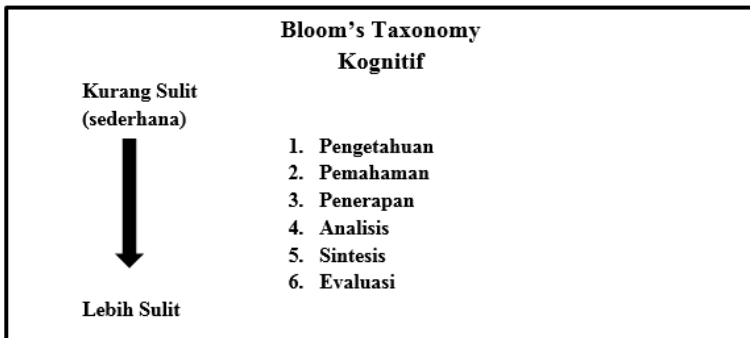 Bloom's Taxonomy
Kognitif
Kurang Sulit
(sederhana)
1. Pengetahuan
2. Pemahaman
3. Penerapan
4. Analisis
5. Sintesis
6. Evaluasi
Lebih Sulit